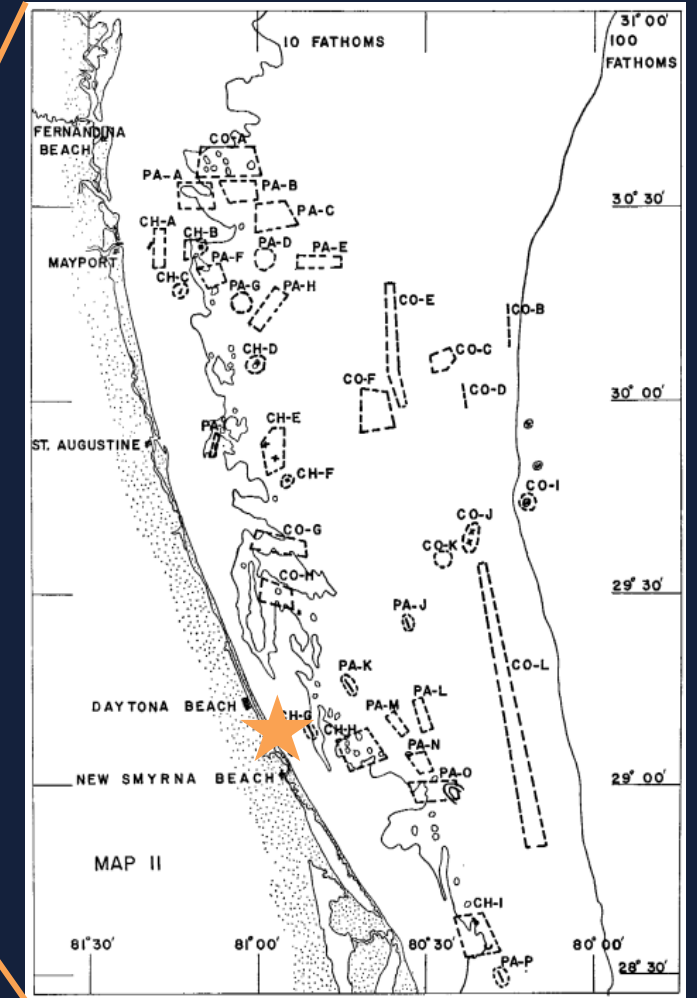 31° 00'
10 FATHOMS
100
FATHOMS
FERNANDINA
BEACH
CO-A
PA-A
PA-B
30° 30'
PA-C
CH-A
CH-B
PA-D
PA-E
MAYPORT
PA-F
CH-C
PA-G
PA-H
CO-E
CO-B
CH-D
CO-C
CO-F
CO-D
30° 00'
CH-E
ST. AUGUSTINE
CH-F
CO-I
CO-J
CO-G
CO-K
CO-H
29° 30'
PA-J
PA-K
CO-L
PA-L
DAYTONA BEACH
PA-M
CH-G
CH-H
PA-N
NEW SMYRNA BEACH
PA-O
29° 00'
MAP II
CH-I
81° 30'
81° 00'
80° 30'
80° 00'
PA-P
28° 30'